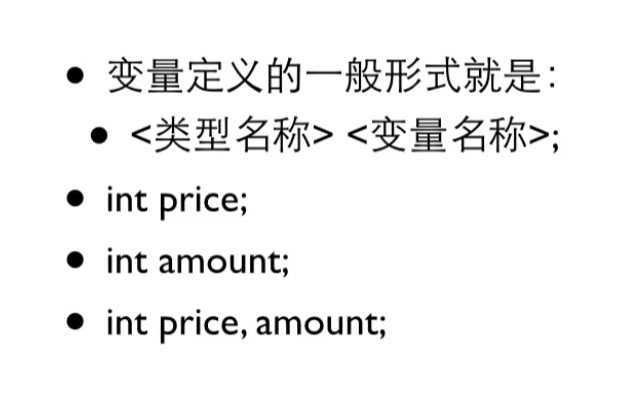 • 变量定义的一般形式就是：
• <类型名称> <变量名称>;
• int price;
• int amount;
• int price, amount;